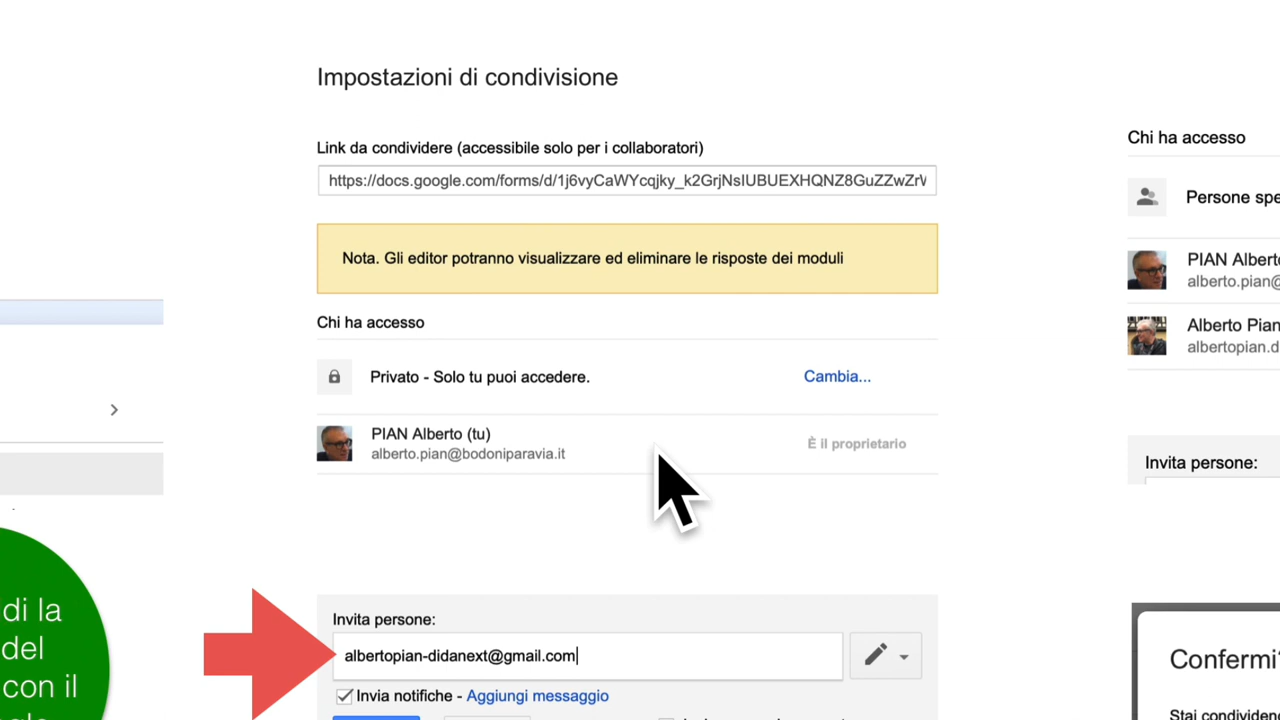 Impostazioni di condivisione
Link da condividere (accessibile solo per i collaboratori)
https://docs.google.com/forms/d/1j6vyCaWYcqjky_k2GrjNsIUBUEXHQNZ8GuZZwZrV
Nota. Gli editor potranno visualizzare ed eliminare le risposte dei moduli
Chi ha accesso
Privato - Solo tu puoi accedere.
Cambia...
PIAN Alberto (tu)
alberto.pian@bodoniparavia.it
È il proprietario
Invita persone:
albertopian-didanext@gmail.com
Invia notifiche - Aggiungi messaggio
di la
del
con il
Chi ha accesso
Persone spe
PIAN Alberto
alberto.pian@
Alberto Pian
albertopian.d
Invita persone:
Confermi?
Stai condividend